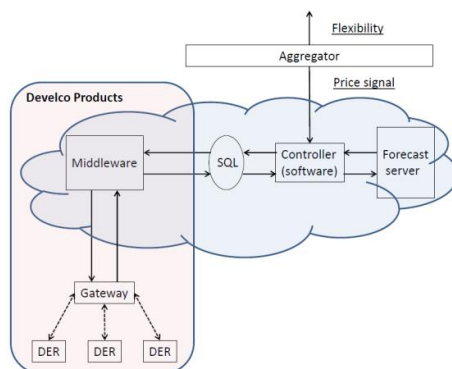 Flexibility
Aggregator
Price signal
Develco Products
Middleware
SQL
Controller
(software)
Forecast
server
Gateway
DER
DER
DER